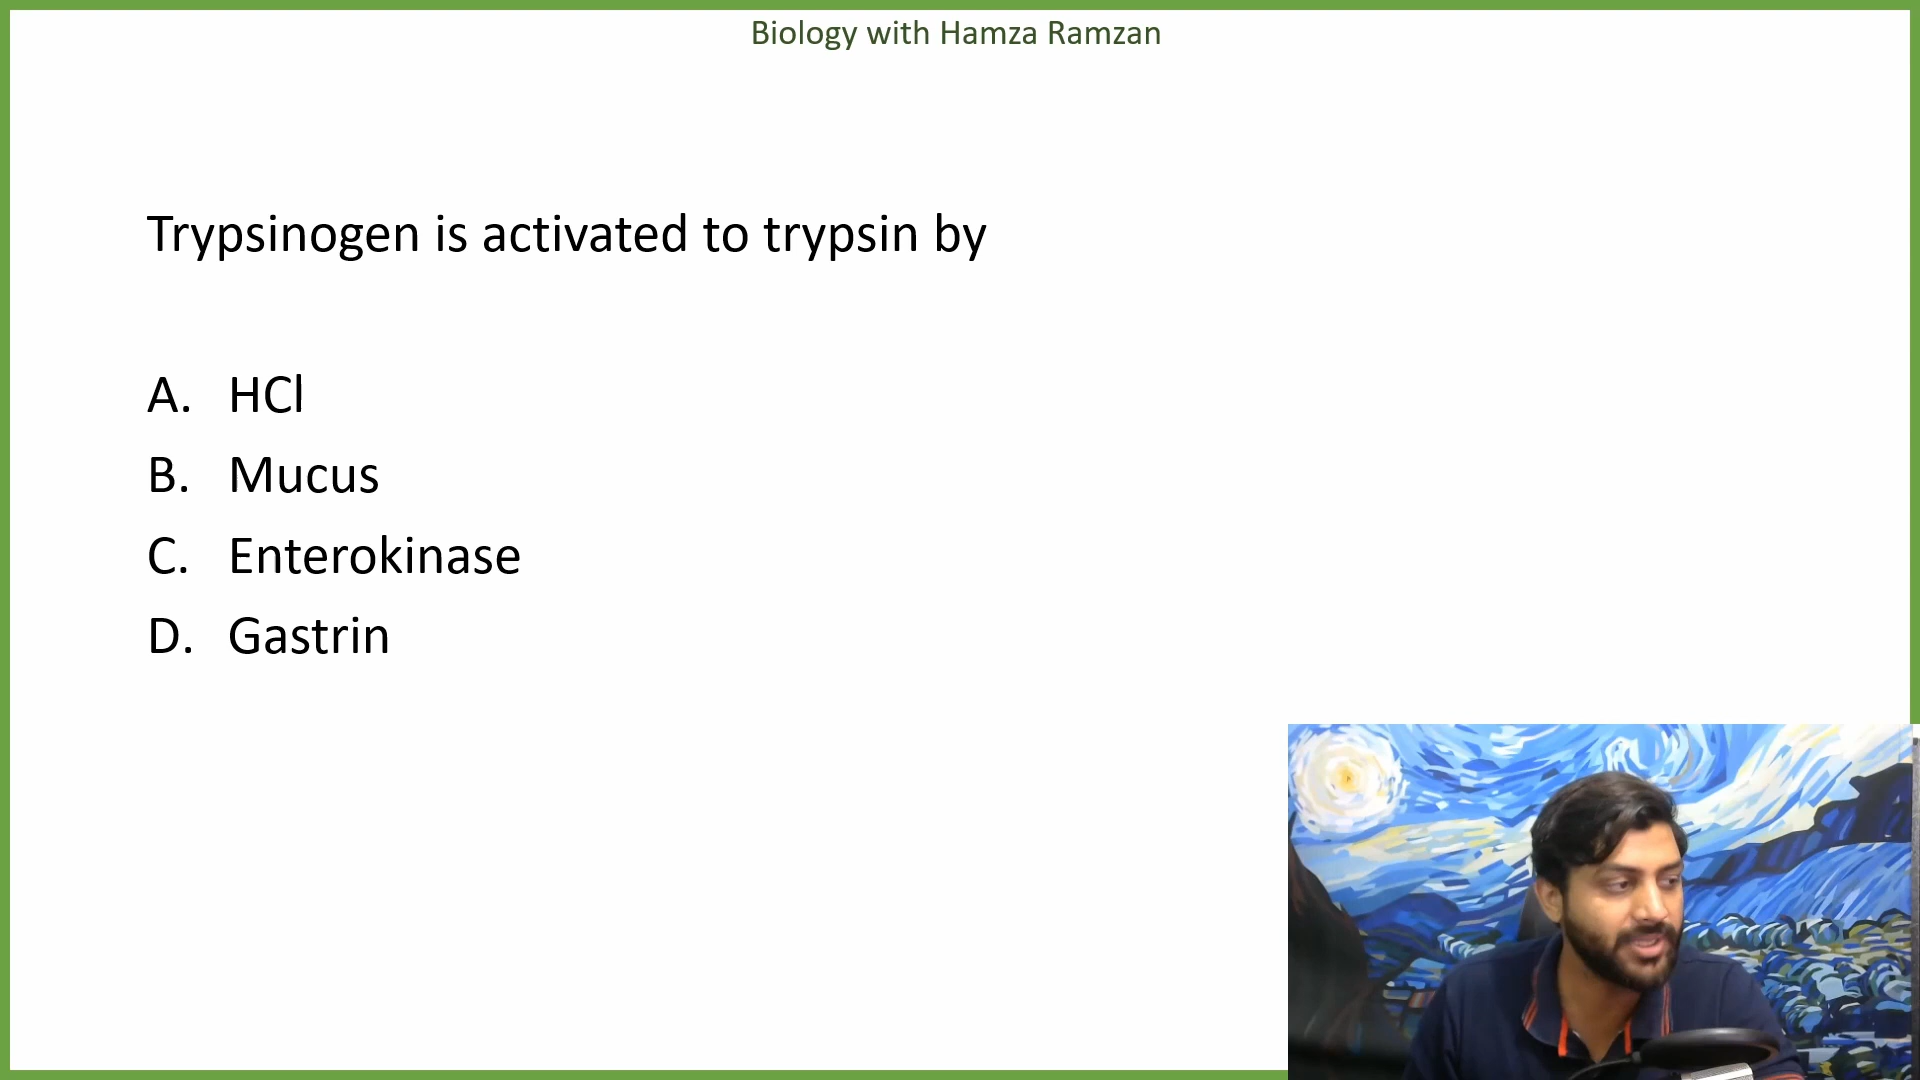 Biology with Hamza Ramzan
Trypsinogen is activated to trypsin by
A. HCl
B. Mucus
C. Enterokinase
D. Gastrin